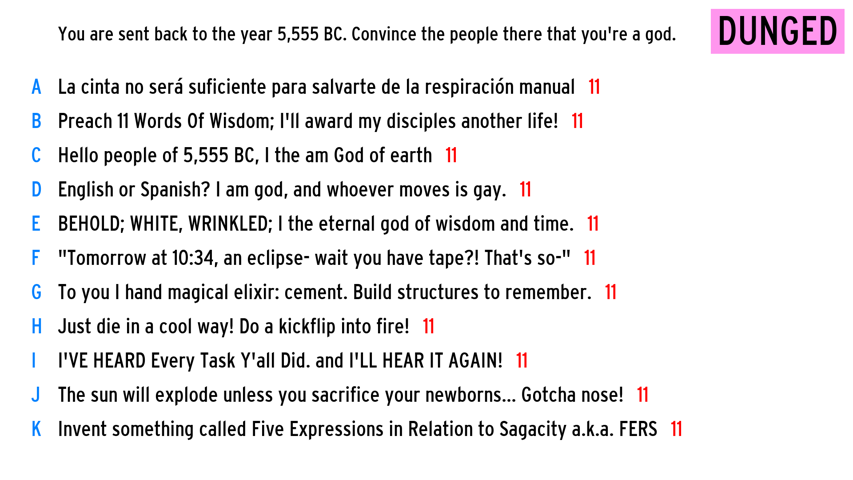 You are sent back to the year 5,555 BC. Convince the people there that you're a god.
DUNGED
A La cinta no será suficiente para salvarte de la respiración manual 11
B Preach 11 Words Of Wisdom; I'll award my disciples another life! 11
C Hello people of 5,555 BC, I the am God of earth 11
D English or Spanish? I am god, and whoever moves is gay. 11
E BEHOLD; WHITE, WRINKLED; I the eternal god of wisdom and time. 11
F "Tomorrow at 10:34, an eclipse- wait you have tape?! That's so-" 11
G To you I hand magical elixir: cement. Build structures to remember. 11
H Just die in a cool way! Do a kickflip into fire! 11
I I'VE HEARD Every Task Y'all Did. and I'LL HEAR IT AGAIN! 11
J The sun will explode unless you sacrifice your newborns... Gotcha nose! 11
K Invent something called Five Expressions in Relation to Sagacity a.k.a. FERS 11